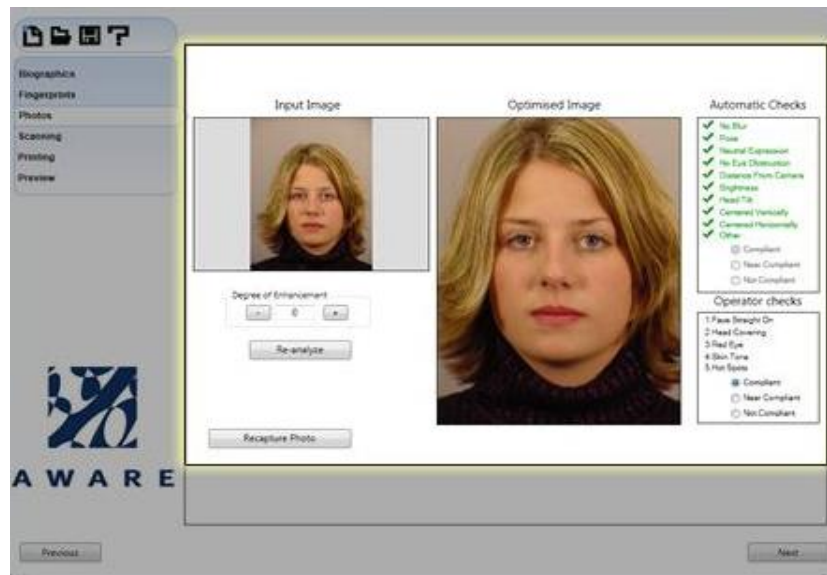 Biographics
Fingerprints
Photos
Scanning
Printing
Preview
Input Image
Optimised Image
Automatic Checks
No Blur
Pose
Neutral Expression
No Eye Obstruction
Distance From Camera
Brightness
Head Tilt
Centered Vertically
Centered Horizontally
Other
Compliant
Near Compliant
Not Compliant
Degree of Enhancement
- 0 +
Re-analyze
Recapture Photo
Operator checks
1.Face Straight On
2.Head Covering
3.Red Eye
4.Skin Tone
5.Hot Spots
Compliant
Near Compliant
Not Compliant
AWARE
Previous
Next